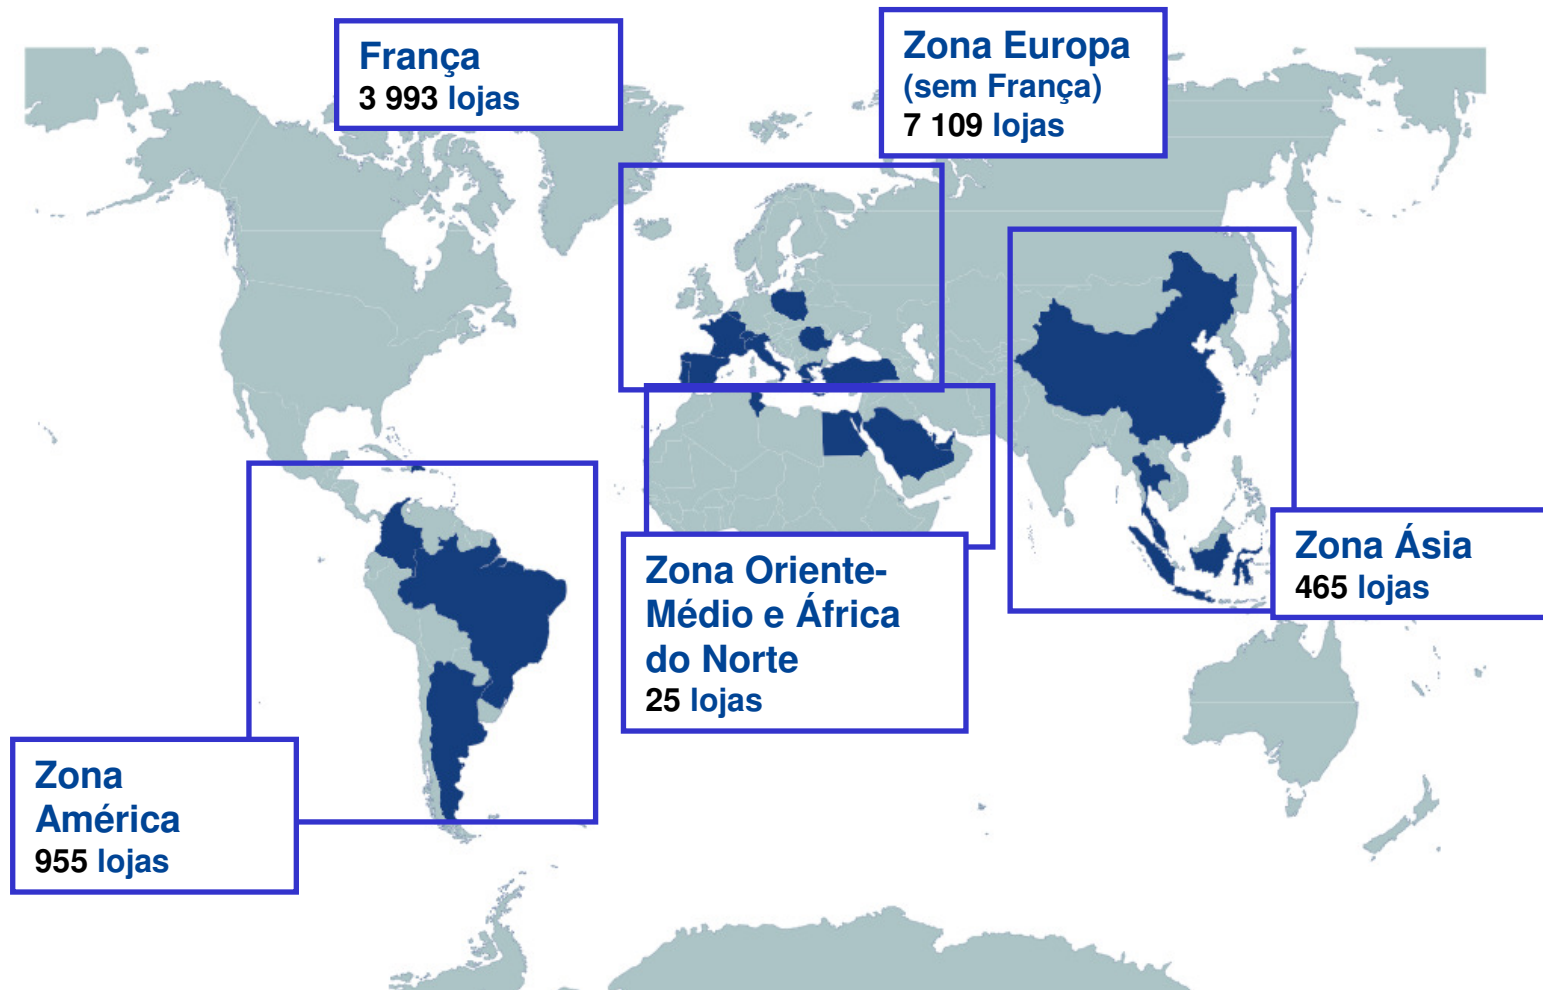 França
3 993 lojas
Zona Europa
(sem França)
7 109 lojas
Zona Oriente-
Médio e África
do Norte
25 lojas
Zona Ásia
465 lojas
Zona
América
955 lojas